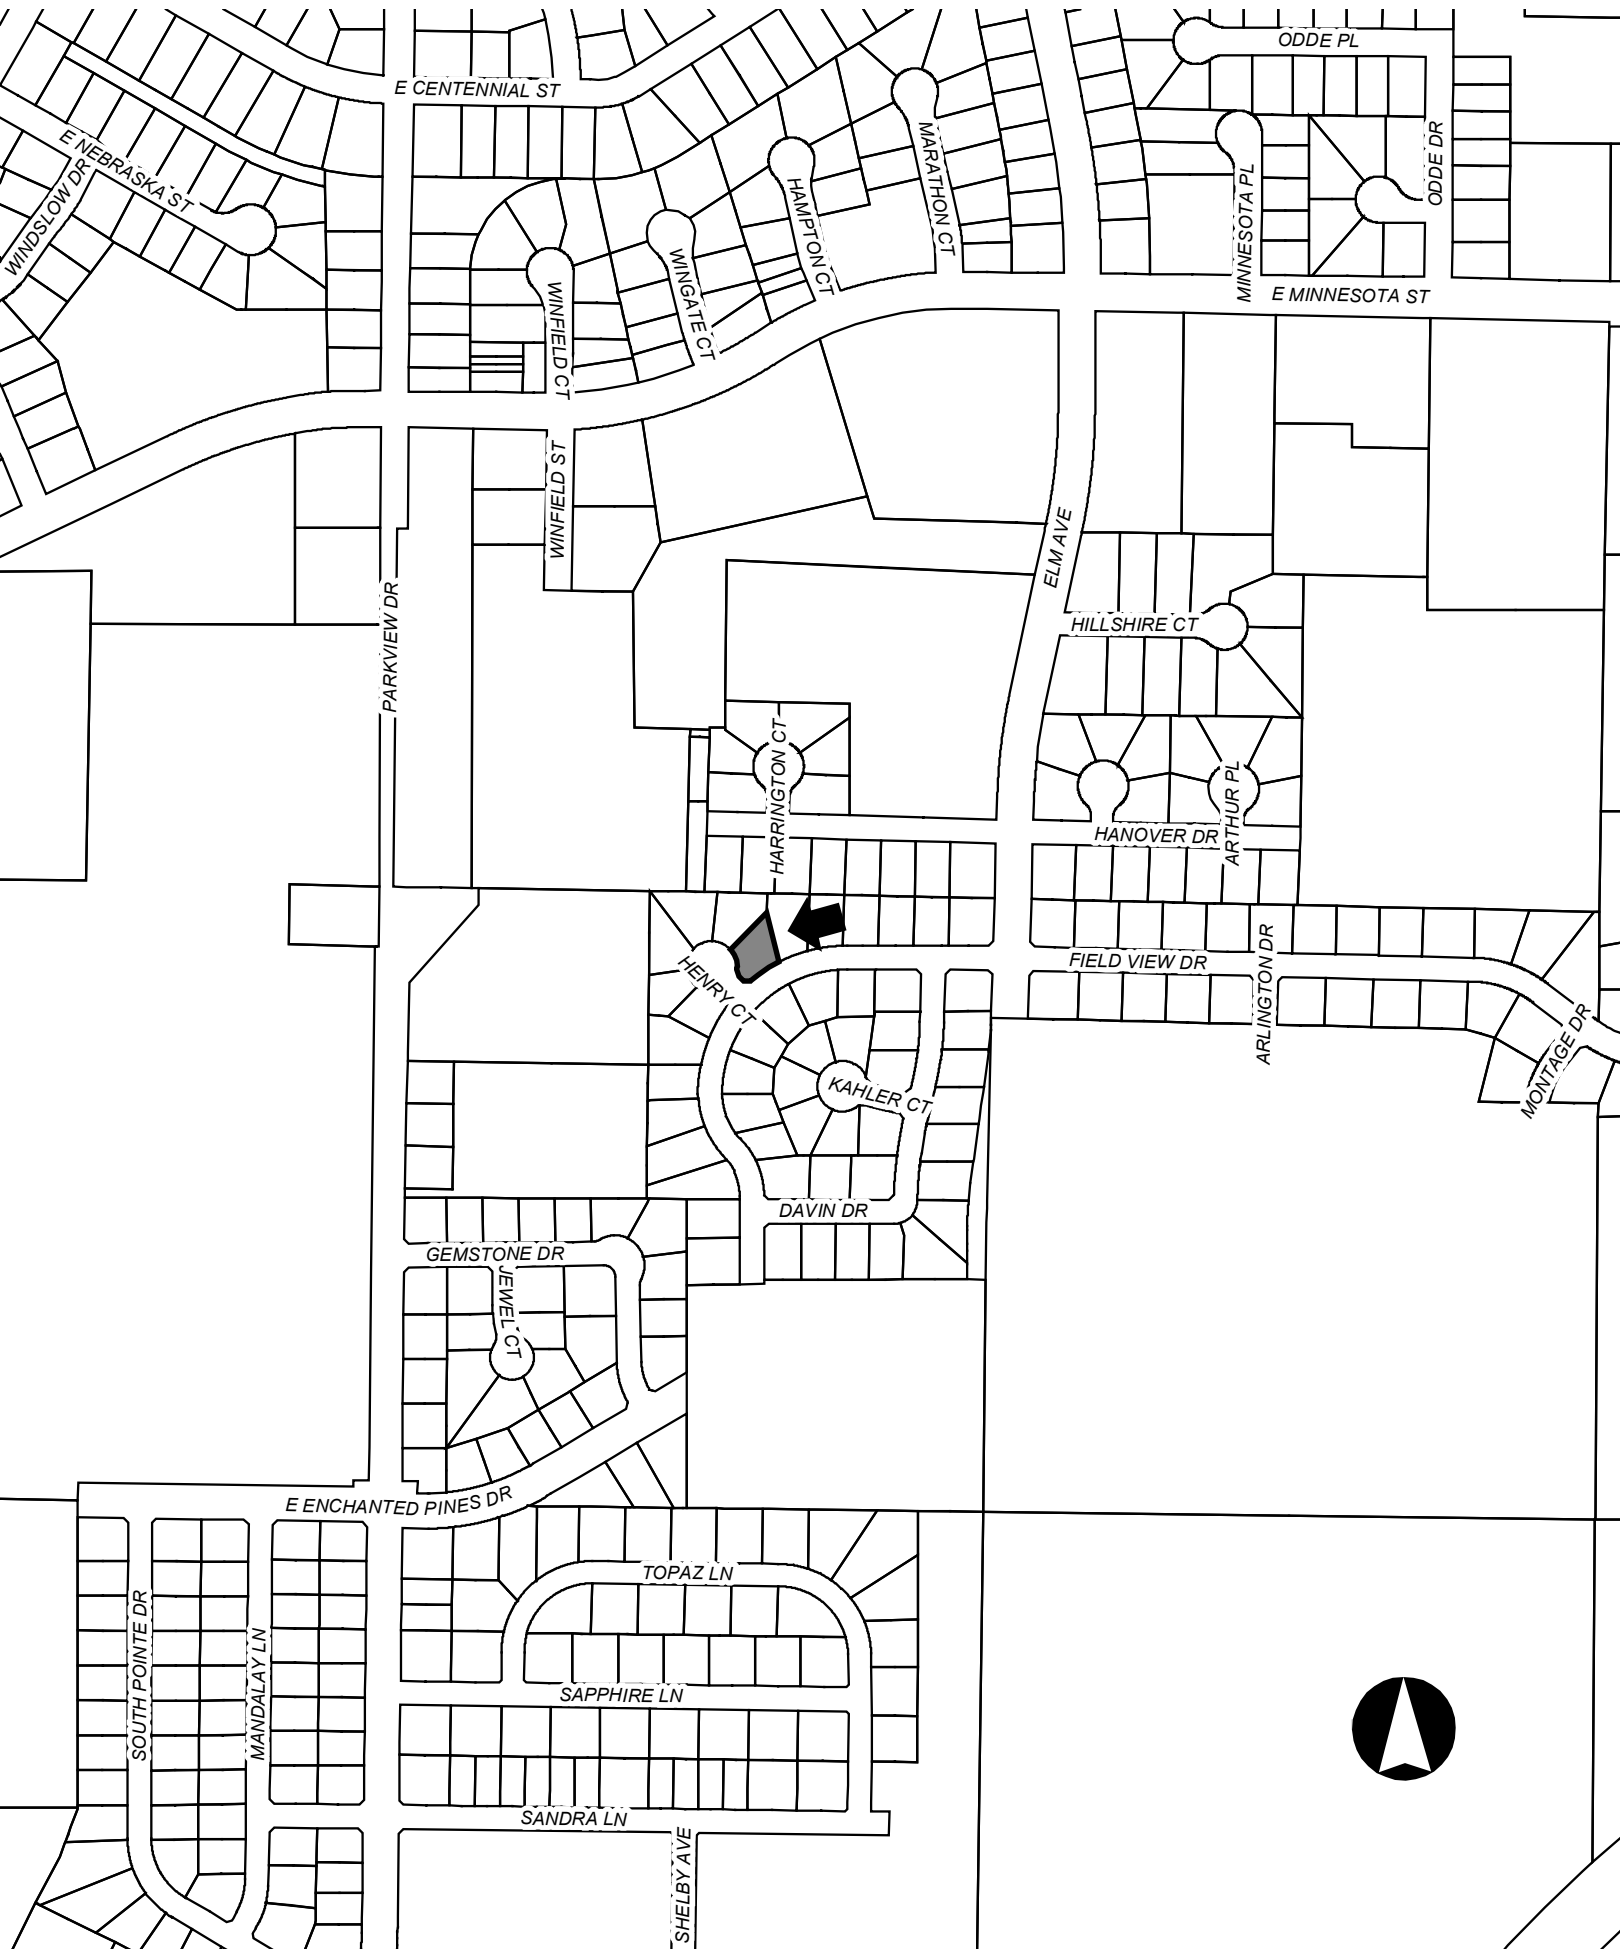 ODDE PL
E CENTENNIAL ST
E NEBRASKA ST
WINDSLOW DR
MARATHON CT
ODDE DR
HAMPTON CT
MINNESOTA PL
WINGATE CT
WINFIELD CT
E MINNESOTA ST
WINFIELD ST
ELM AVE
PARKVIEW DR
HILLSHIRE CT
HARRINGTON CT
HANOVER DR
ARTHUR PL
HENRY CT
FIELD VIEW DR
ARLINGTON DR
MONTAGE DR
KAHLER CT
DAVIN DR
GEMSTONE DR
JEWEL CT
E ENCHANTED PINES DR
TOPAZ LN
SOUTH POINTE DR
MANDALAY LN
SAPPHIRE LN
SANDRA LN
SHELBY AVE